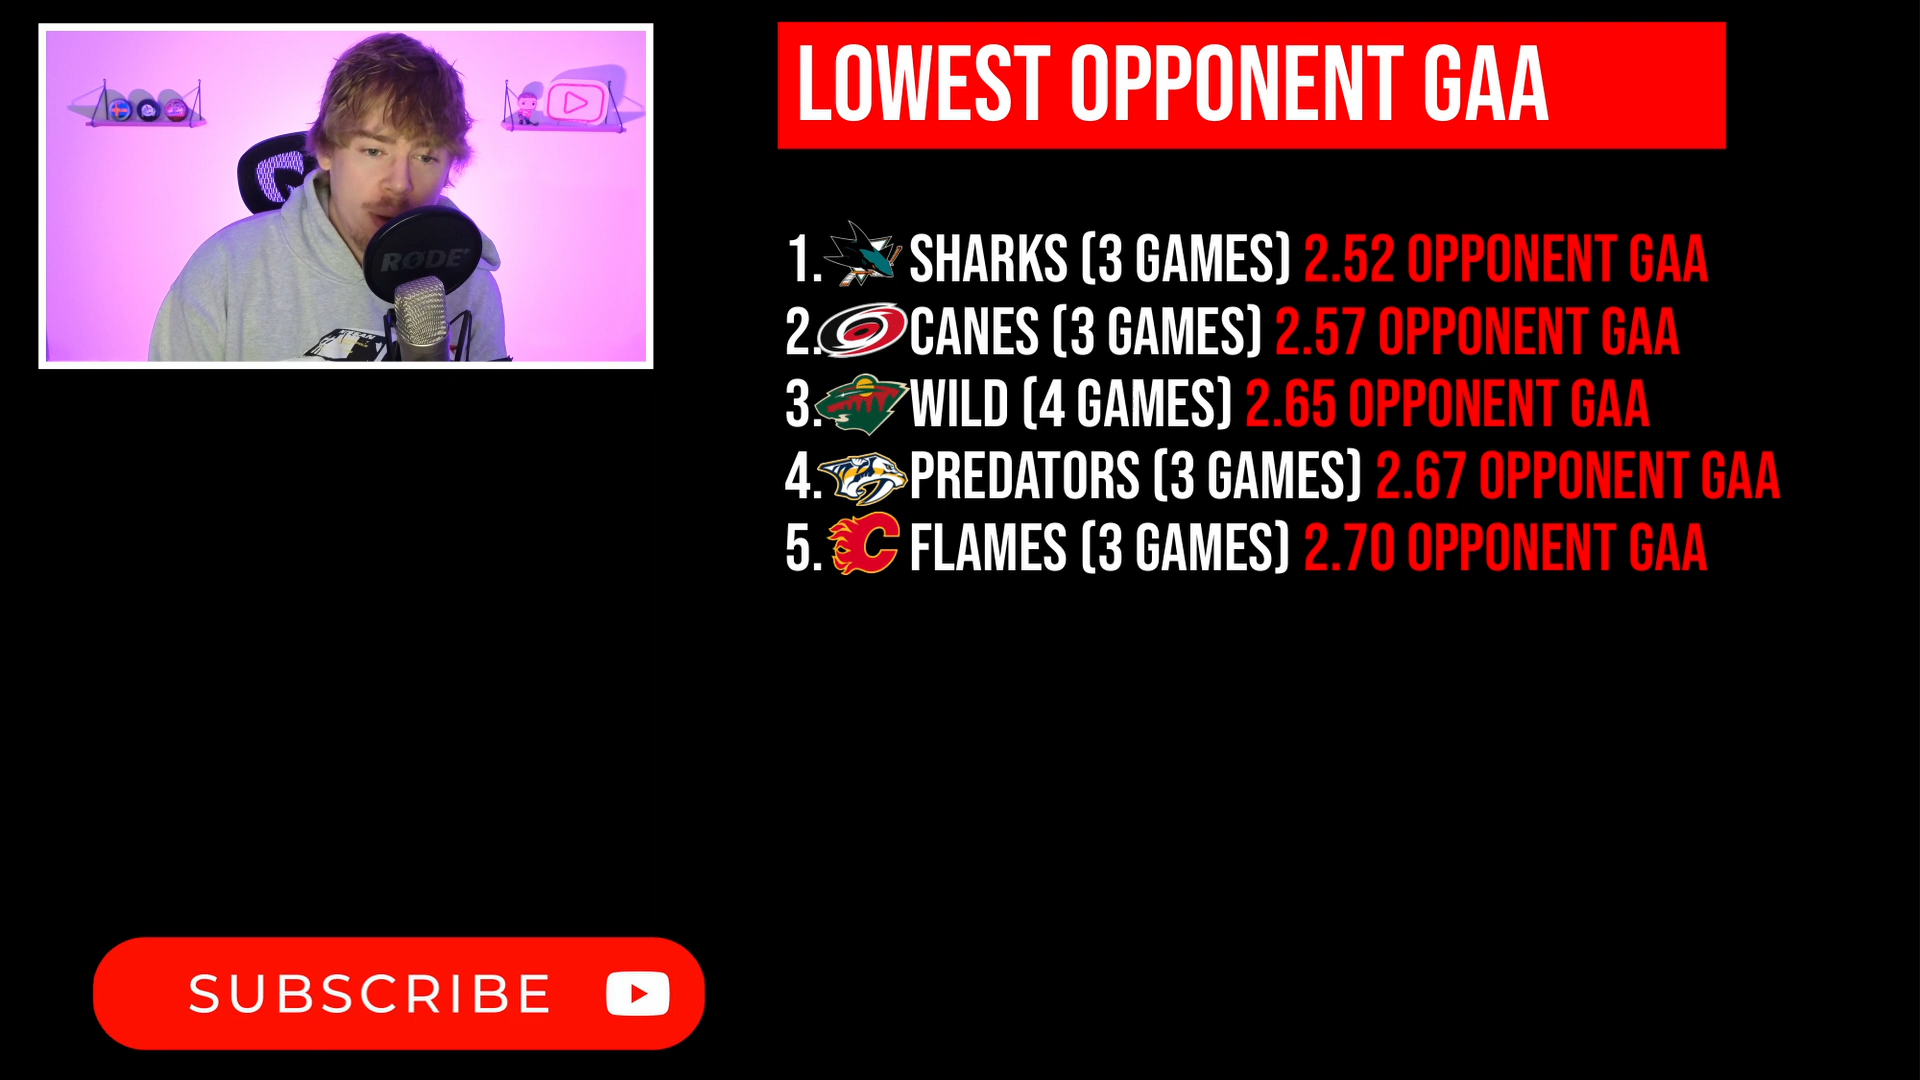 LOWEST OPPONENT GAA
RØDE
1. SHARKS (3 GAMES) 2.52 OPPONENT GAA
2. CANES (3 GAMES) 2.57 OPPONENT GAA
3. WILD (4 GAMES) 2.65 OPPONENT GAA
4. PREDATORS (3 GAMES) 2.67 OPPONENT GAA
5. FLAMES (3 GAMES) 2.70 OPPONENT GAA
SUBSCRIBE